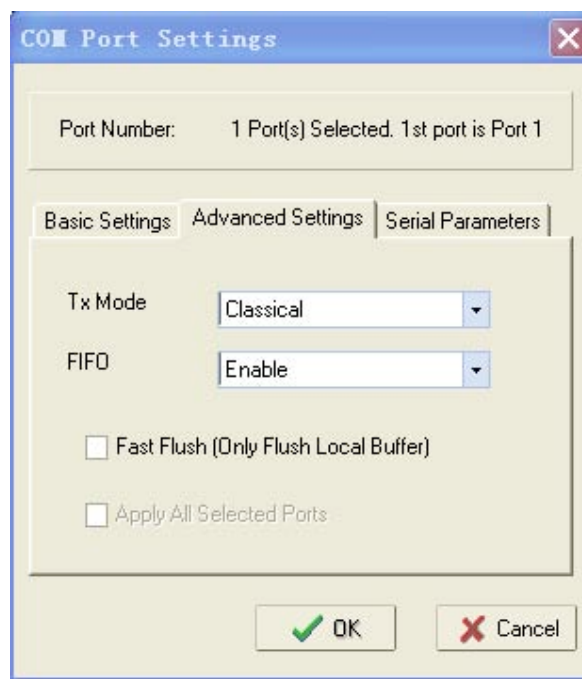 COM Port Settings
Port Number: 1 Port(s) Selected. 1st port is Port 1
Basic Settings Advanced Settings Serial Parameters
Tx Mode Classical
FIFO Enable
Fast Flush (Only Flush Local Buffer)
Apply All Selected Ports
OK Cancel